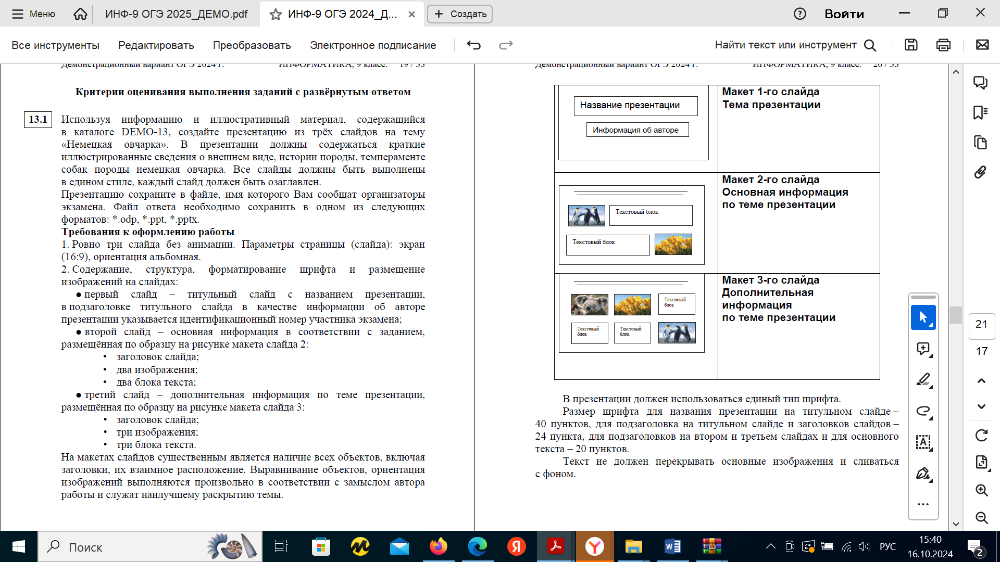 Меню
ИНФ-9 ОГЭ 2025_ДЕМО.pdf
ИНФ-9 ОГЭ 2024_Д...
Создать
Войти
Все инструменты
Редактировать
Преобразовать
Электронное подписание
Найти текст или инструмент
Демонстрационный вариант ОГЭ 2024 г. ИНФОРМАТИКА, 9 класс. 19 / 33
Критерии оценивания выполнения заданий с развёрнутым ответом
13.1
Используя информацию и иллюстративный материал, содержащийся
в каталоге DEMO-13, создайте презентацию из трёх слайдов на тему
«Немецкая овчарка». В презентации должны содержаться краткие
иллюстрированные сведения о внешнем виде, истории породы, темпераменте
собак породы немецкая овчарка. Все слайды должны быть выполнены
в едином стиле, каждый слайд должен быть озаглавлен.
Презентацию сохраните в файле, имя которого Вам сообщат организаторы
экзамена. Файл ответа необходимо сохранить в одном из следующих
форматов: *.odp, *.ppt, *.pptx.
Требования к оформлению работы
1. Ровно три слайда без анимации. Параметры страницы (слайда): экран
(16:9), ориентация альбомная.
2. Содержание, структура, форматирование шрифта и размещение
изображений на слайдах:
● первый слайд – титульный слайд с названием презентации,
в подзаголовке титульного слайда в качестве информации об авторе
презентации указывается идентификационный номер участника экзамена;
● второй слайд – основная информация в соответствии с заданием,
размещённая по образцу на рисунке макета слайда 2:
• заголовок слайда;
• два изображения;
• два блока текста;
● третий слайд – дополнительная информация по теме презентации,
размещённая по образцу на рисунке макета слайда 3:
• заголовок слайда;
• три изображения;
• три блока текста.
На макетах слайдов существенным является наличие всех объектов, включая
заголовки, их взаимное расположение. Выравнивание объектов, ориентация
изображений выполняются произвольно в соответствии с замыслом автора
работы и служат наилучшему раскрытию темы.
Демонстрационный вариант ОГЭ 2024 г. ИНФОРМАТИКА, 9 класс. 20 / 33
Название презентации
Информация об авторе
Макет 1-го слайда
Тема презентации
Текстовый блок
Текстовый блок
Макет 2-го слайда
Основная информация
по теме презентации
Текстовый
блок
Текстовый
блок
Текстовый
блок
Макет 3-го слайда
Дополнительная
информация
по теме презентации
В презентации должен использоваться единый тип шрифта.
Размер шрифта для названия презентации на титульном слайде –
40 пунктов, для подзаголовка на титульном слайде и заголовков слайдов –
24 пункта, для подзаголовков на втором и третьем слайдах и для основного
текста – 20 пунктов.
Текст не должен перекрывать основные изображения и сливаться
с фоном.
21
17
Поиск
РУС
15:40
16.10.2024
2